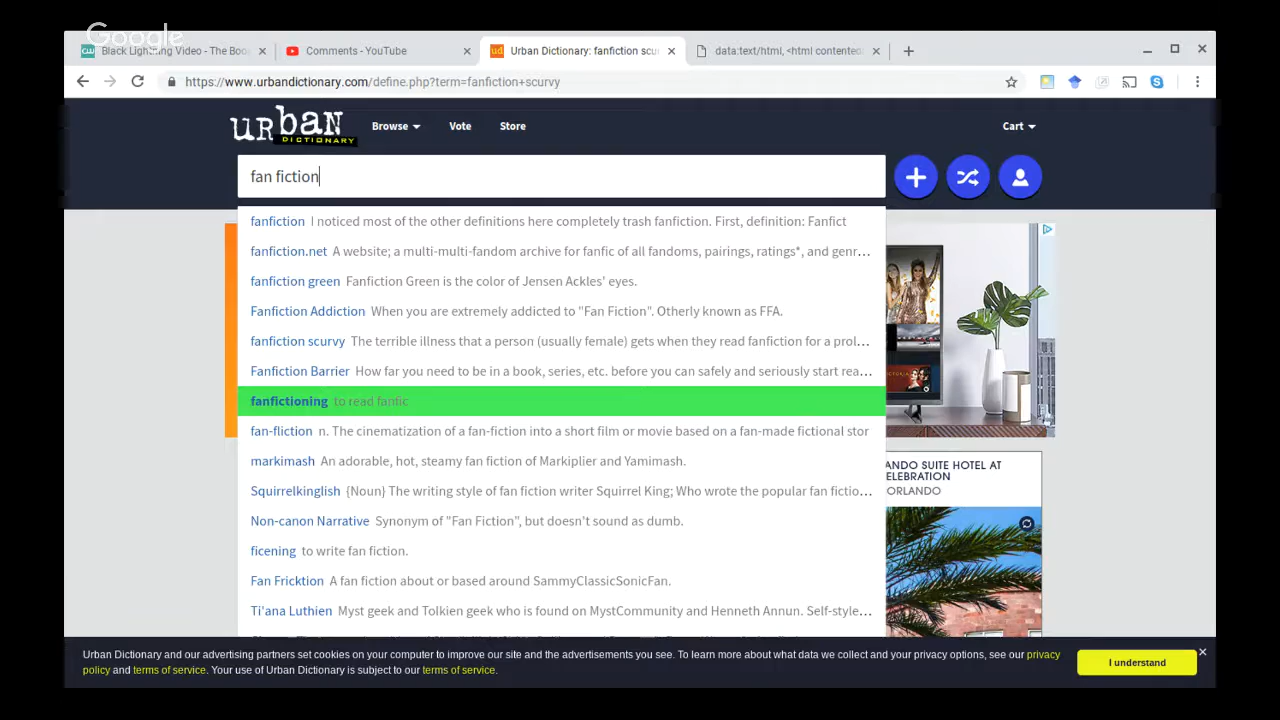 Google
Black Lightning Video - The Boo
Comments - YouTube
Urban Dictionary: fanfiction scu
data:text/html, <html contented
https://www.urbandictionary.com/define.php?term=fanfiction+scurvy
urban DICTIONARY
Browse
Vote
Store
Cart
fan fiction
fanfiction I noticed most of the other definitions here completely trash fanfiction. First, definition: Fanfict
fanfiction.net A website; a multi-multi-fandom archive for fanfic of all fandoms, pairings, ratings*, and genr…
fanfiction green Fanfiction Green is the color of Jensen Ackles' eyes.
Fanfiction Addiction When you are extremely addicted to "Fan Fiction". Otherly known as FFA.
fanfiction scurvy The terrible illness that a person (usually female) gets when they read fanfiction for a prol…
Fanfiction Barrier How far you need to be in a book, series, etc. before you can safely and seriously start rea…
fanfictioning to read fanfic
fan-fliction n. The cinematization of a fan-fiction into a short film or movie based on a fan-made fictional stor
markimash An adorable, hot, steamy fan fiction of Markiplier and Yamimash.
Squirrelkinglish {Noun} The writing style of fan fiction writer Squirrel King; Who wrote the popular fan fictio…
Non-canon Narrative Synonym of "Fan Fiction", but doesn't sound as dumb.
ficening to write fan fiction.
Fan Fricktion A fan fiction about or based around SammyClassicSonicFan.
Ti'ana Luthien Myst geek and Tolkien geek who is found on MystCommunity and Henneth Annun. Self-style…
ANDO SUITE HOTEL AT
ELEBRATION
ORLANDO
Urban Dictionary and our advertising partners set cookies on your computer to improve our site and the advertisements you see. To learn more about what data we collect and your privacy options, see our privacy
policy and terms of service. Your use of Urban Dictionary is subject to our terms of service.
I understand